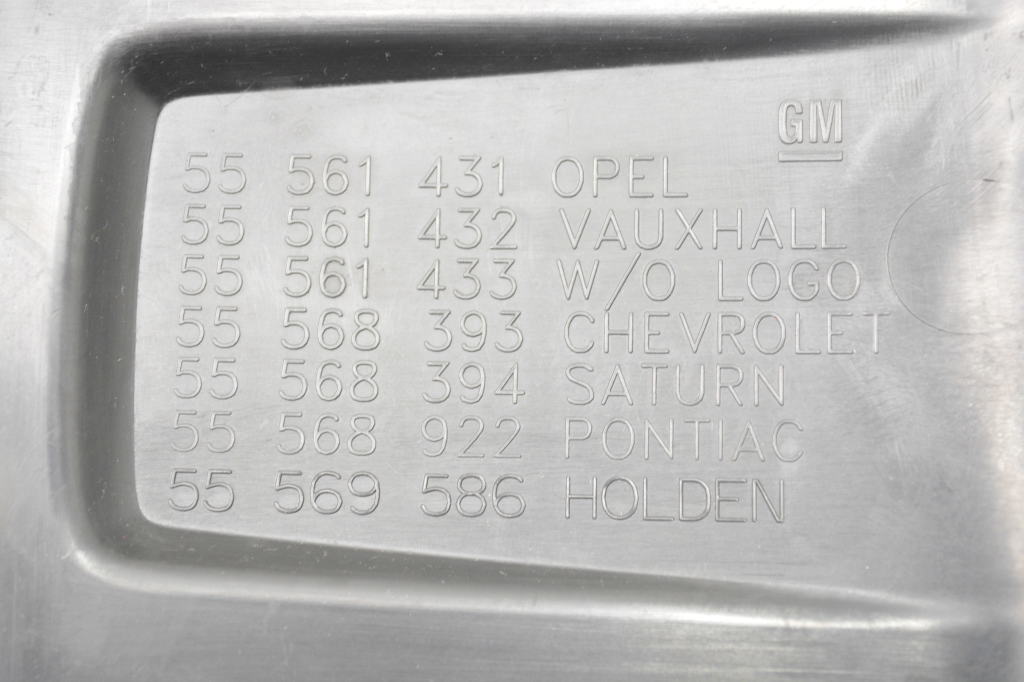 GM
55 561 431 OPEL
55 561 432 VAUXHALL
55 561 433 W/O LOGO
55 568 393 CHEVROLET
55 568 394 SATURN
55 568 922 PONTIAC
55 569 586 HOLDEN